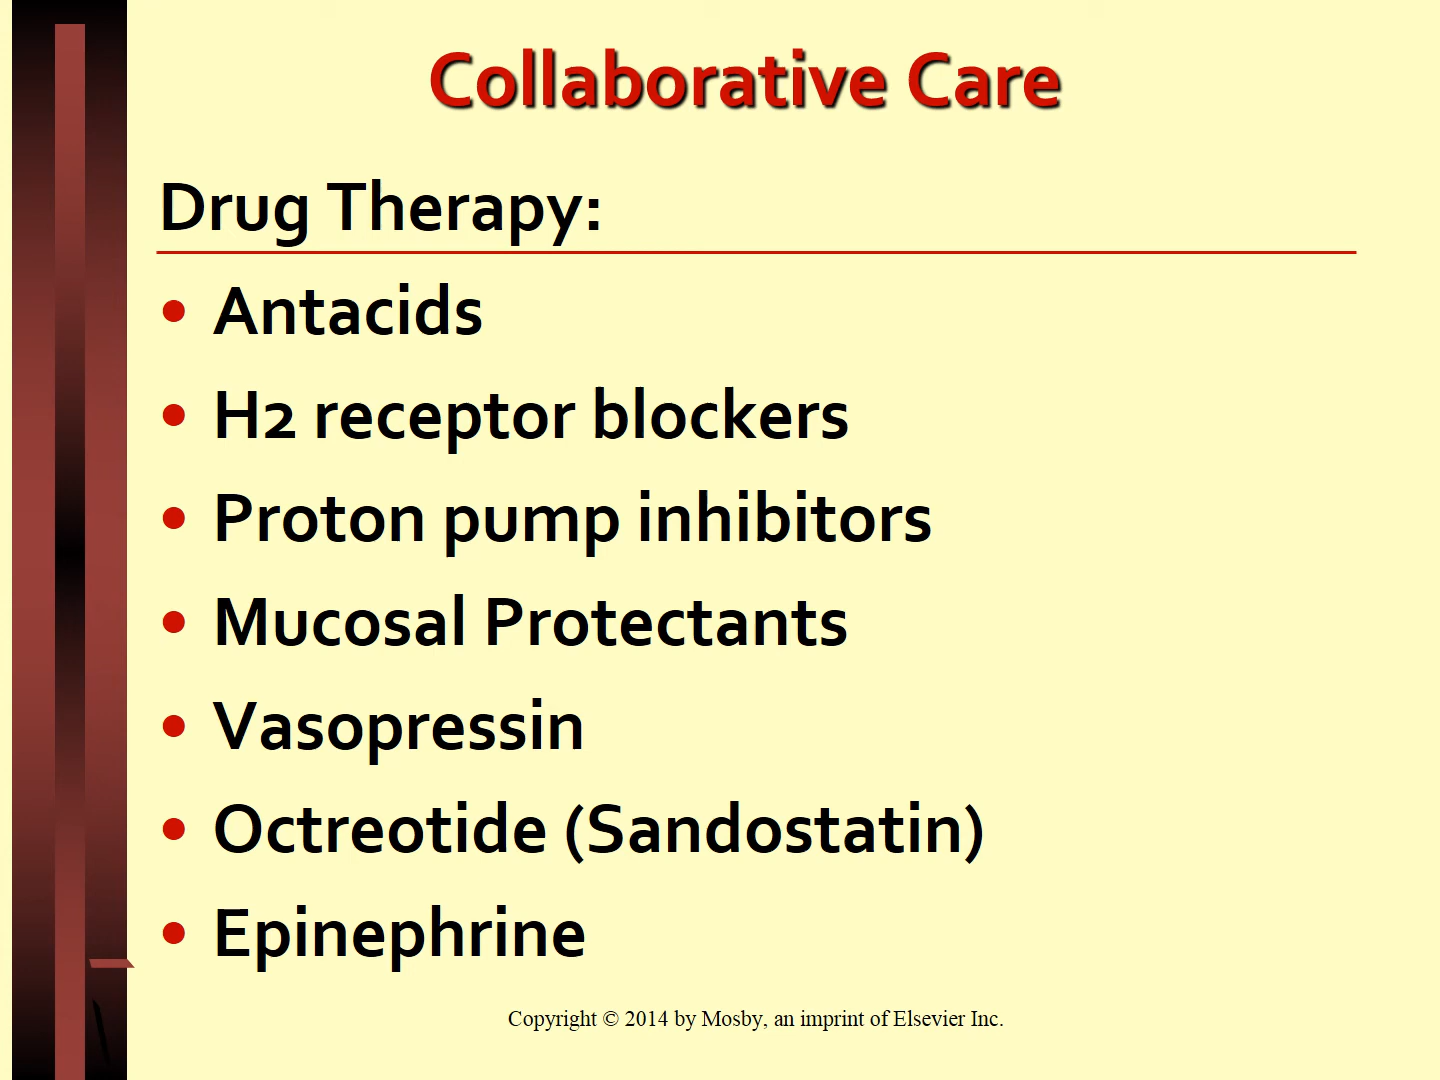 Collaborative Care
Drug Therapy:
• Antacids
• H2 receptor blockers
• Proton pump inhibitors
• Mucosal Protectants
• Vasopressin
• Octreotide (Sandostatin)
• Epinephrine
Copyright © 2014 by Mosby, an imprint of Elsevier Inc.